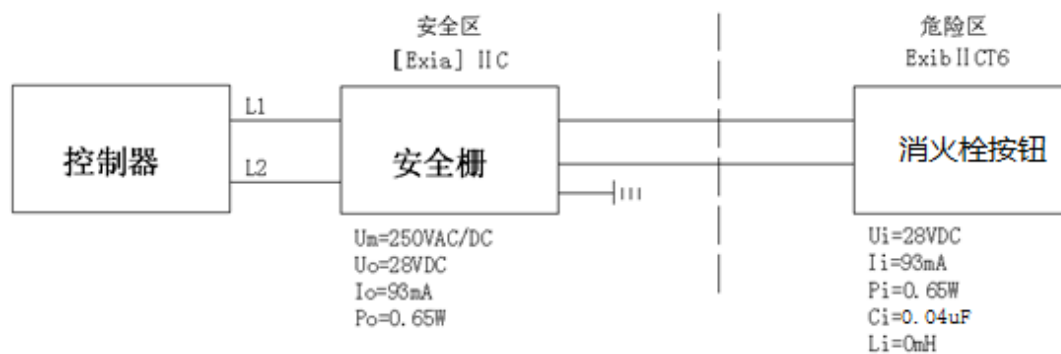 安全区
[Exia] IIC
危险区
ExibIICT6
控制器
L1
L2
安全栅
消火栓按钮
Um=250VAC/DC
Uo=28VDC
Io=93mA
Po=0.65W
Ui=28VDC
Ii=93mA
Pi=0.65W
Ci=0.04uF
Li=0mH